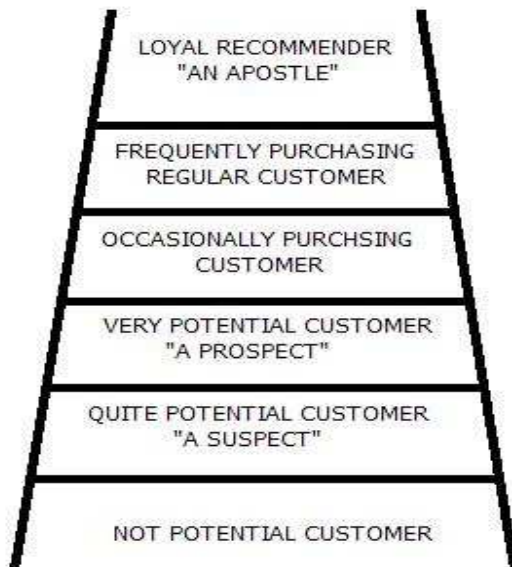 LOYAL RECOMMENDER
"AN APOSTLE"
FREQUENTLY PURCHASING
REGULAR CUSTOMER
OCCASIONALLY PURCHSING
CUSTOMER
VERY POTENTIAL CUSTOMER
"A PROSPECT"
QUITE POTENTIAL CUSTOMER
"A SUSPECT"
NOT POTENTIAL CUSTOMER